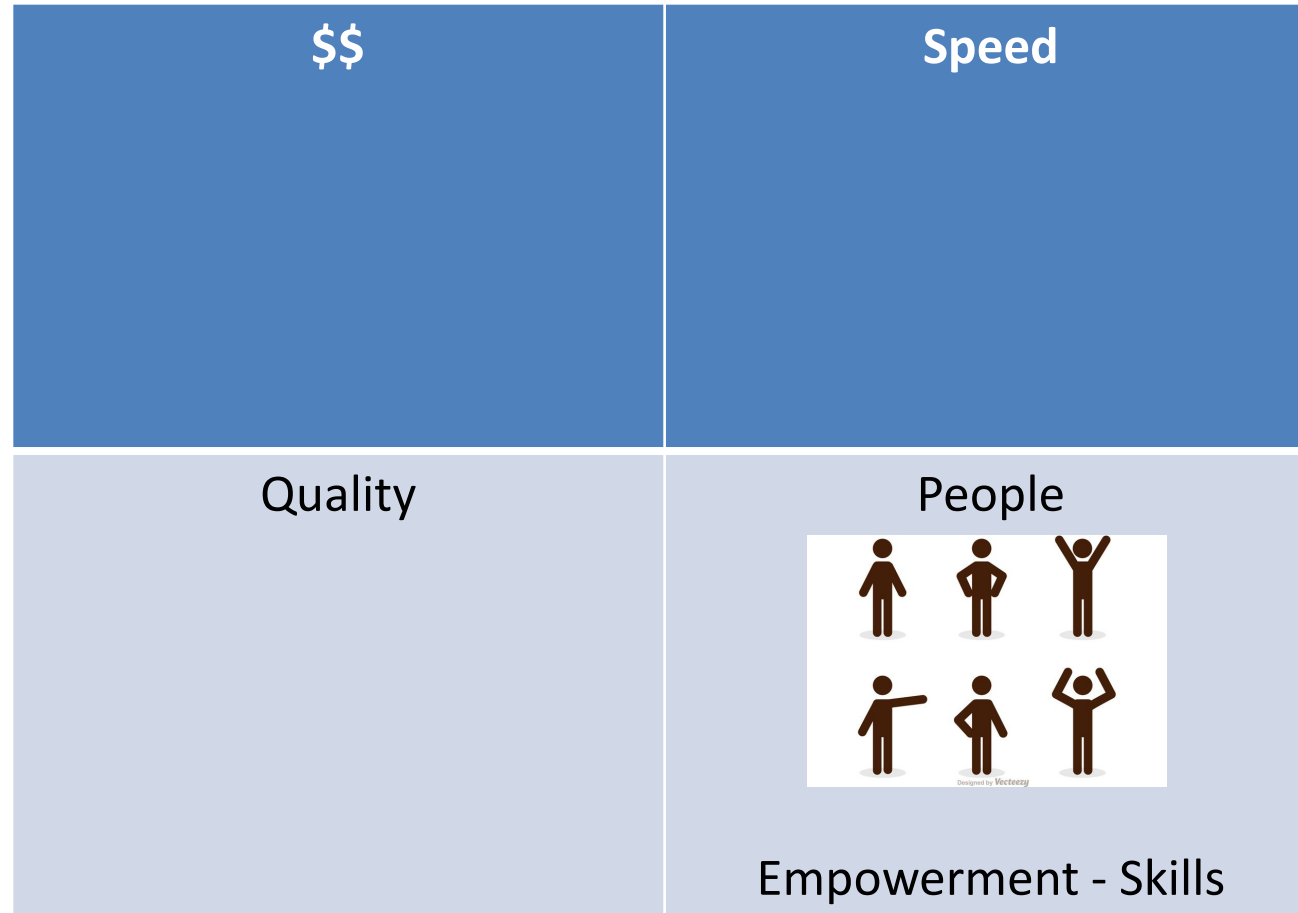 $$
Speed
Quality
People
Designed by Vecteezy
Empowerment - Skills